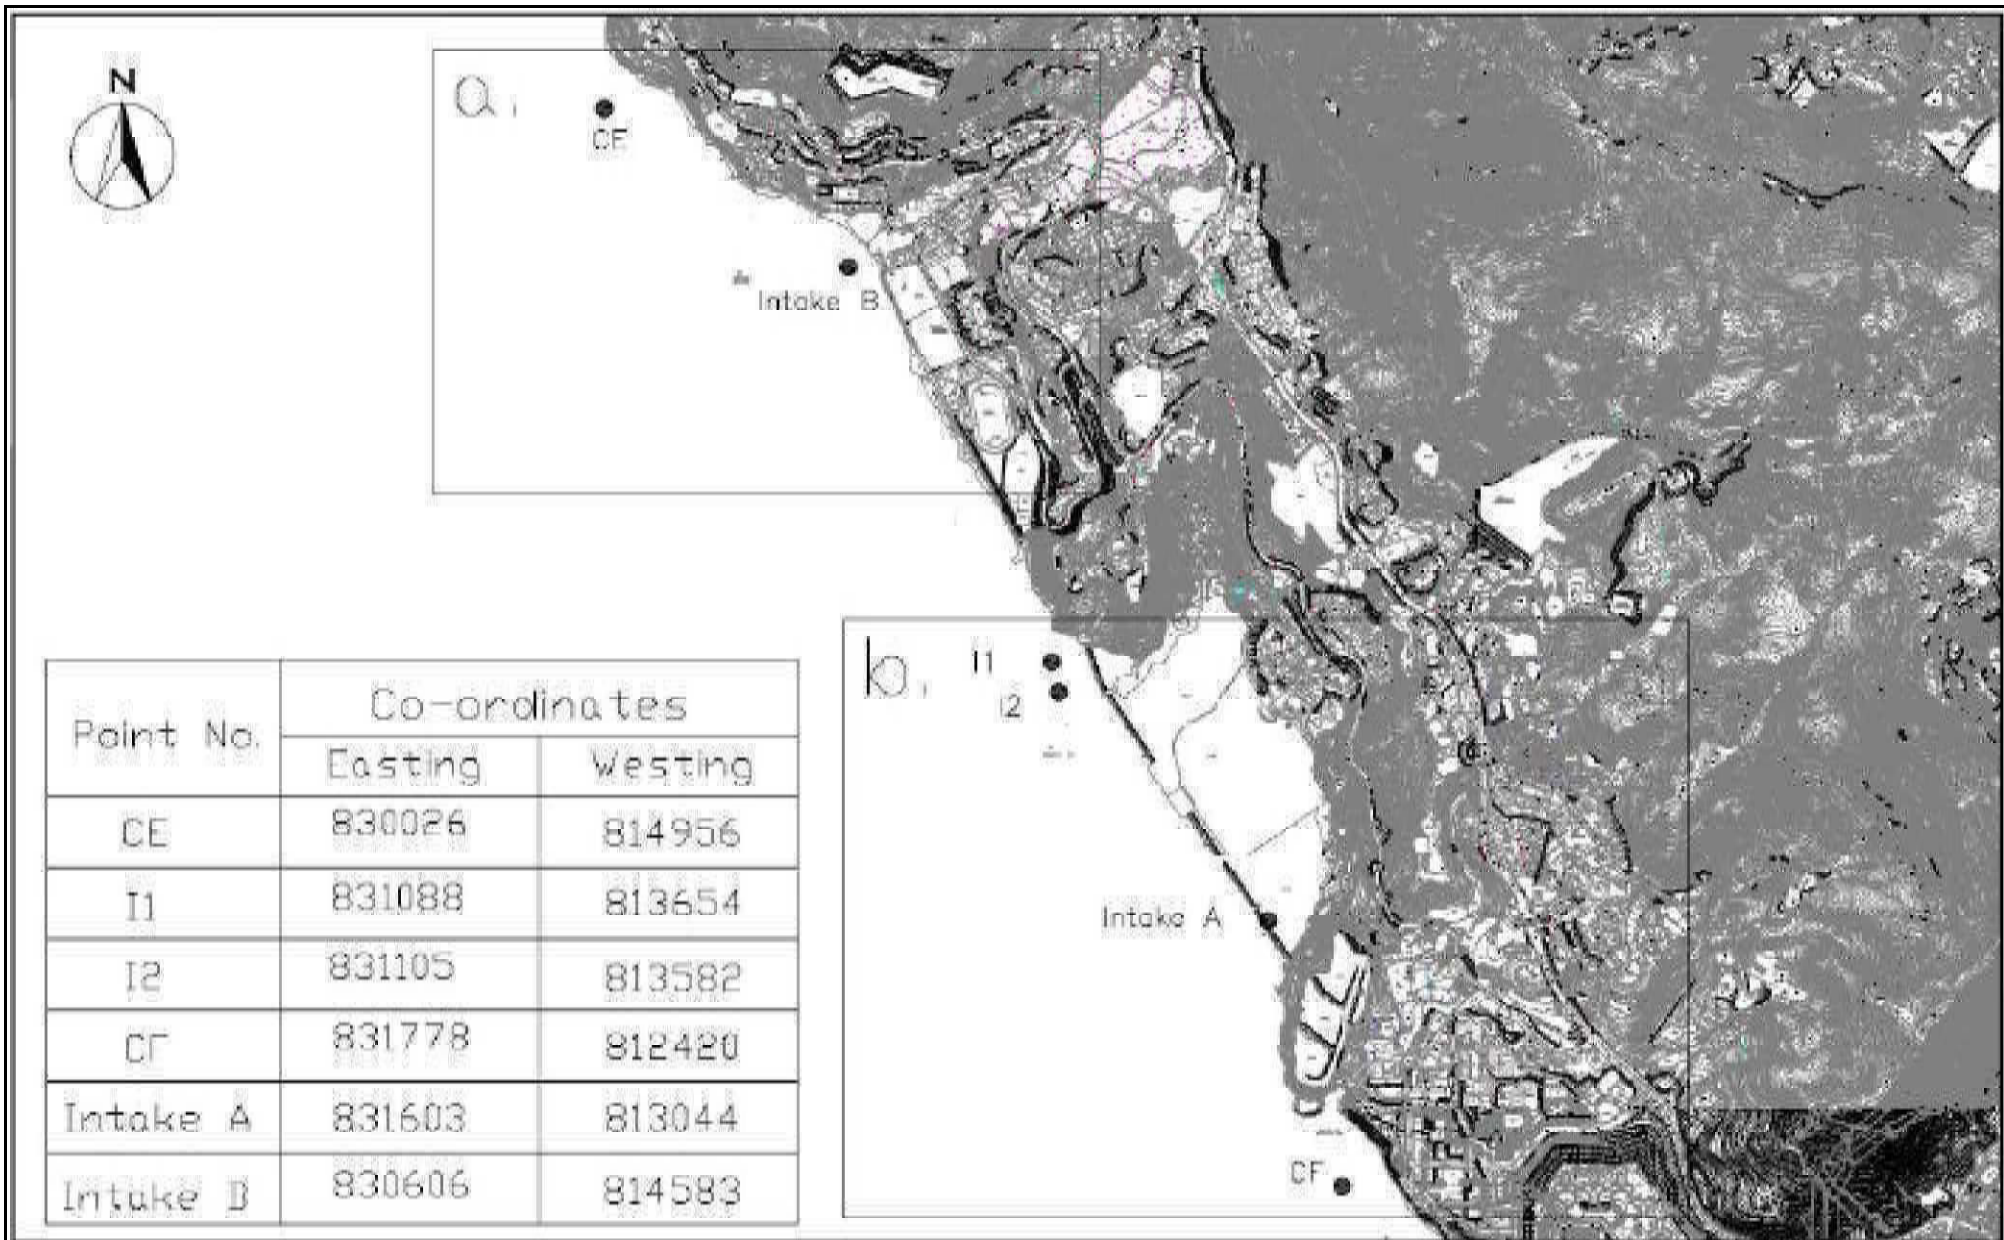 N
a,
CE
Intake B
b,
I1
I2
Intake A
CF
Point No. Co-ordinates
Easting Westing
CE 830026 814956
I1 831088 813654
I2 831105 813582
CF 831778 812420
Intake A 831603 813044
Intake B 830606 814583